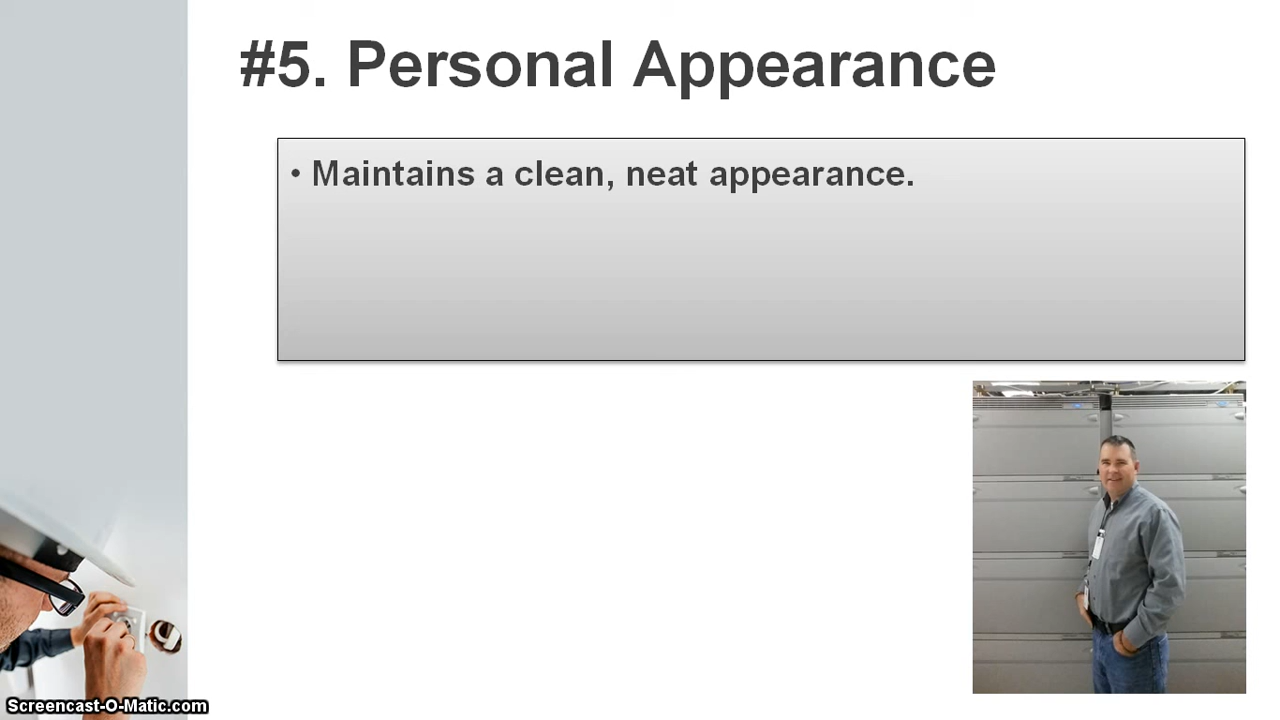 #5. Personal Appearance
• Maintains a clean, neat appearance.
Screencast-O-Matic.com